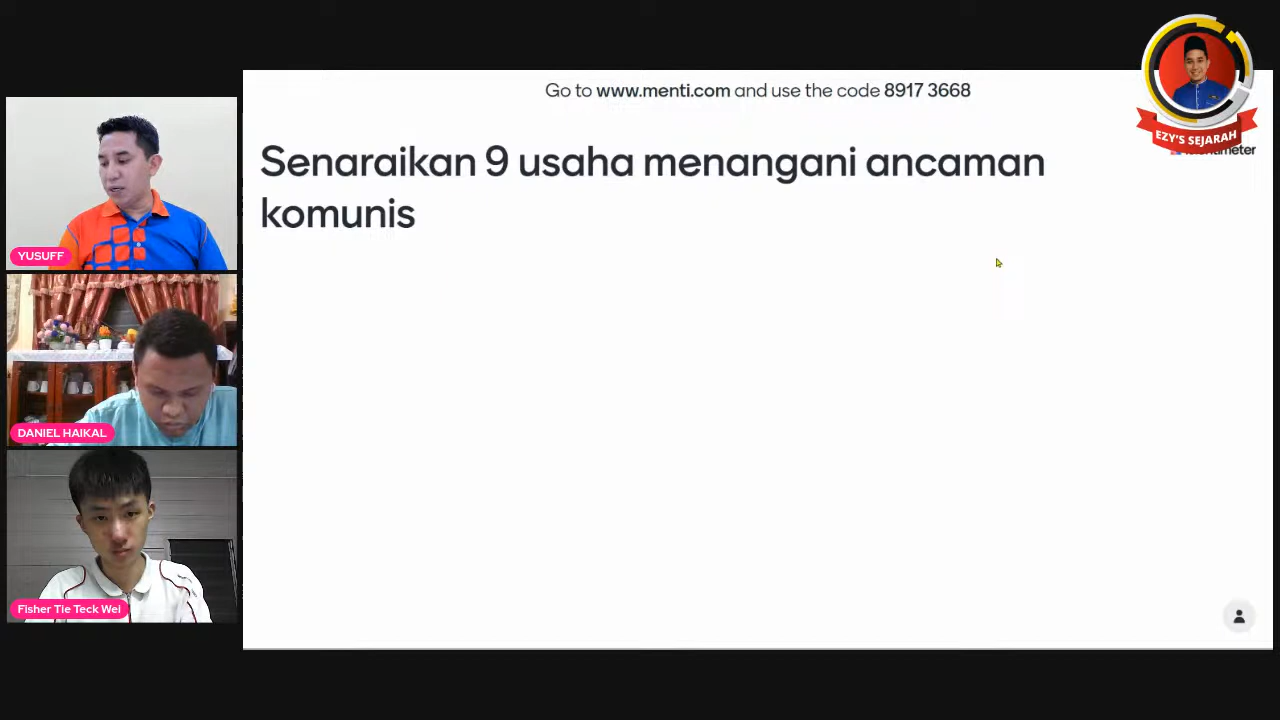 Go to www.menti.com and use the code 8917 3668
EZY'S SEJARAH
Senaraikan 9 usaha menangani ancaman
komunis
YUSUFF
DANIEL HAIKAL
Fisher Tie Teck Wei